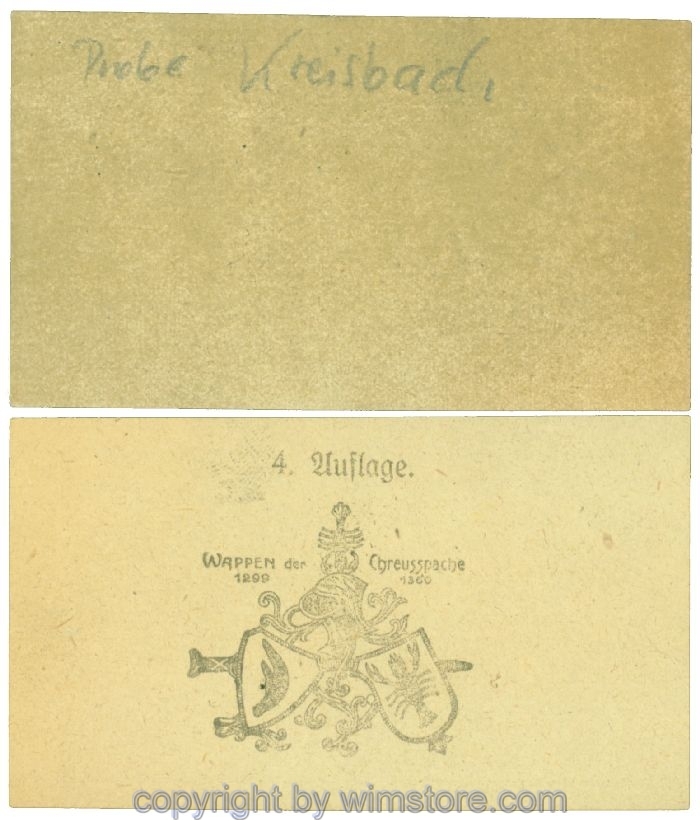 Probe Kreisbad,
4. Auflage.
WAPPEN der Chreusspache
1299 1360
copyright by wimstore.com